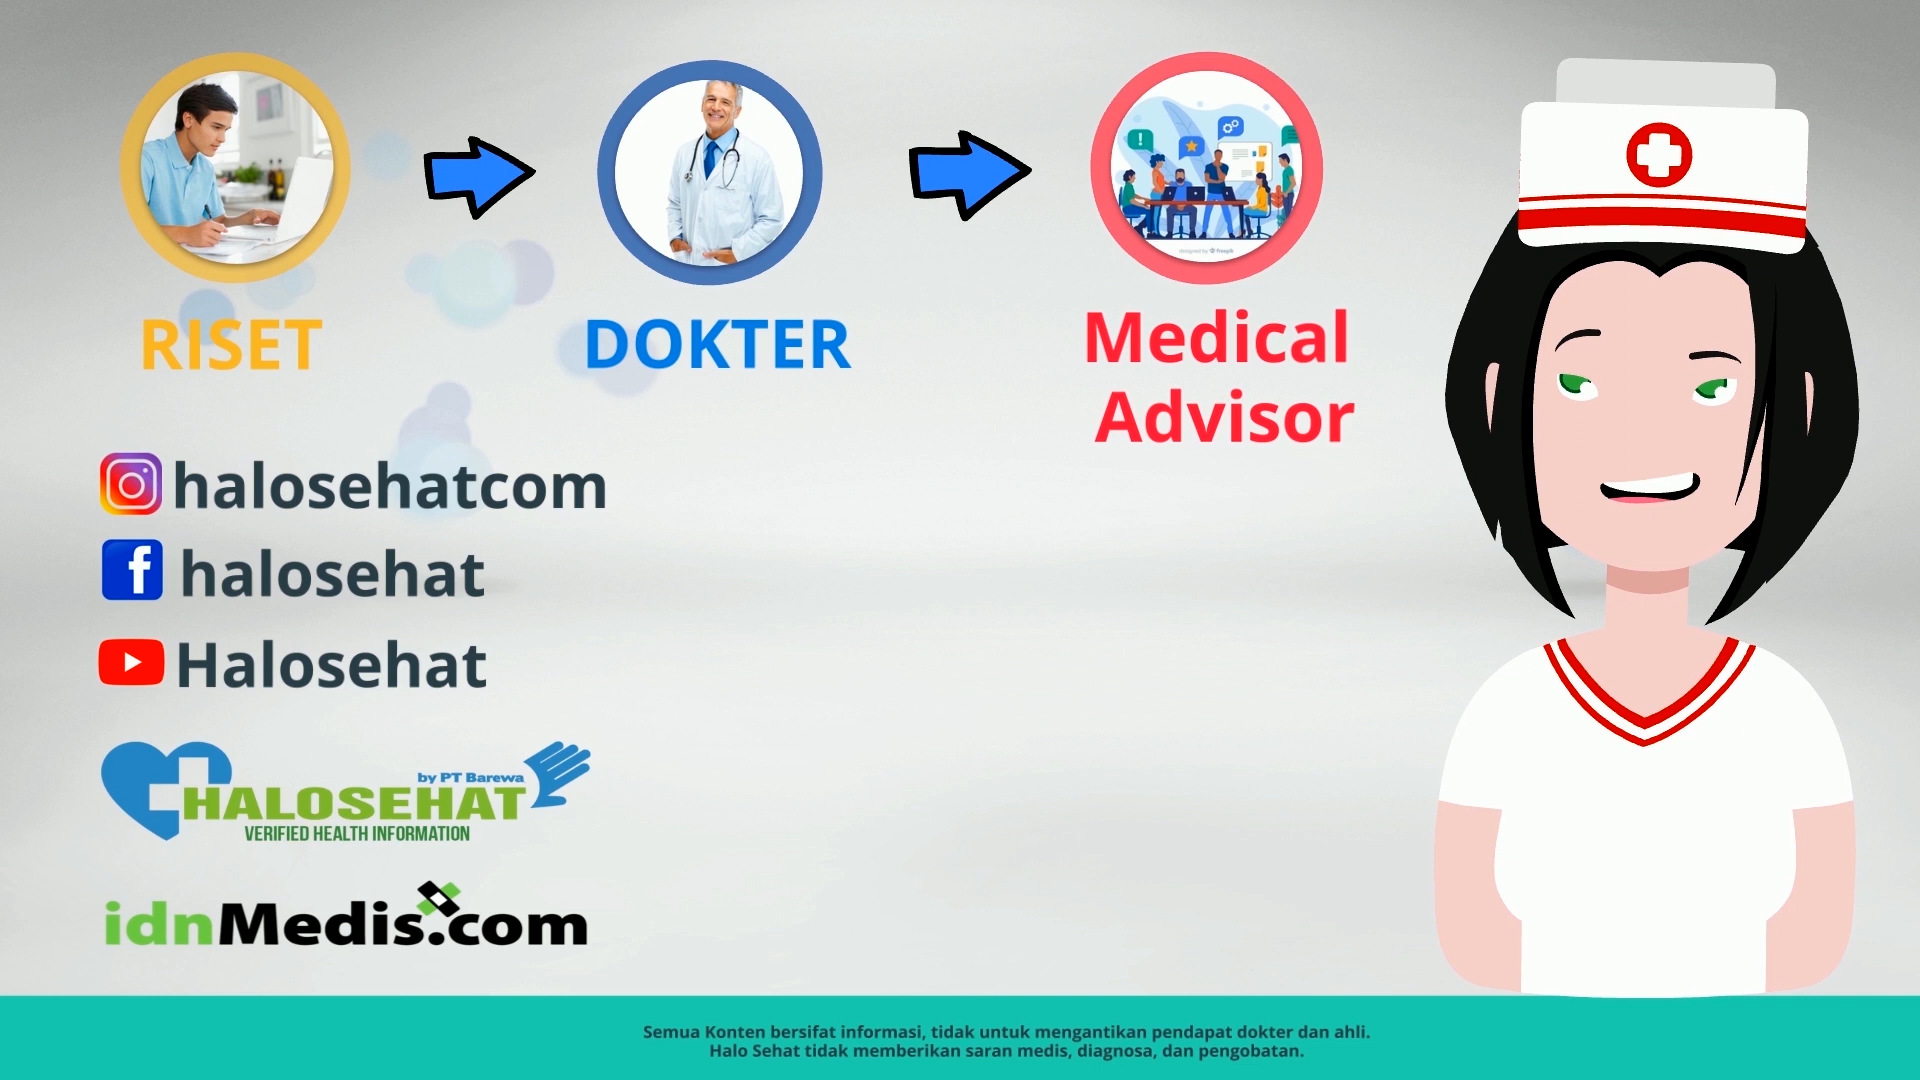 RISET
DOKTER
Medical
Advisor
halosehatcom
halosehat
Halosehat
by PT Barewa
HALOSEHAT
VERIFIED HEALTH INFORMATION
idnMedis.com
Semua Konten bersifat informasi, tidak untuk mengantikan pendapat dokter dan ahli.
Halo Sehat tidak memberikan saran medis, diagnosa, dan pengobatan.